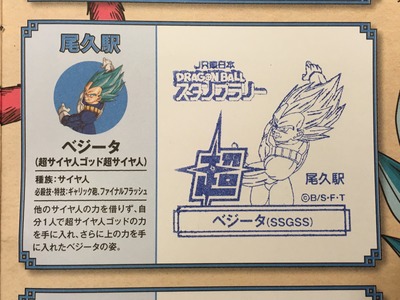 尾久駅
ベジータ
(超サイヤ人ゴッド超サイヤ人)
種族：サイヤ人
必殺技・特技：ギャリック砲、ファイナルフラッシュ
他のサイヤ人の力を借りず、自
分1人で超サイヤ人ゴッドの力
を手に入れ、さらに上の力を手
に入れたベジータの姿。
JR東日本
DRAGON BALL
スタンプラリー
超
尾久駅
©B/S・F・T
ベジータ(SSGSS)